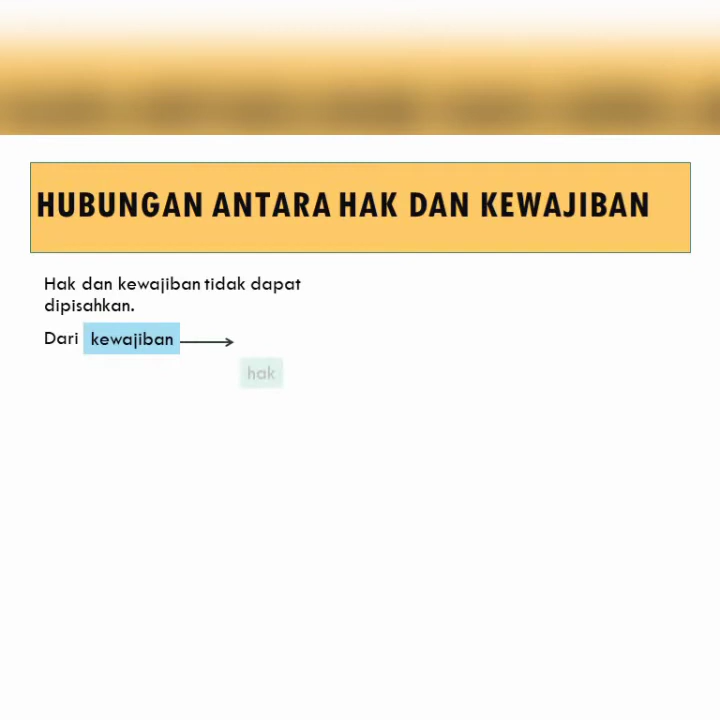 HUBUNGAN ANTARA HAK DAN KEWAJIBAN
Hak dan kewajiban tidak dapat
dipisahkan.
Dari kewajiban
hak